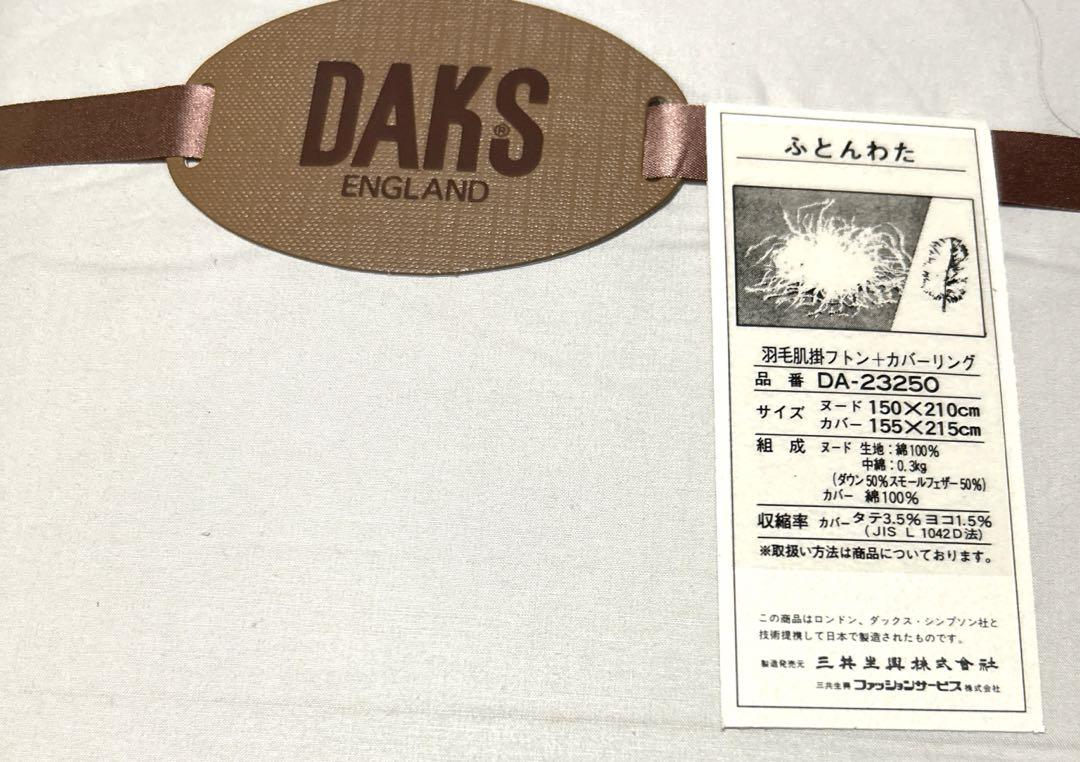 DAKS®
ENGLAND
ふとんわた
羽毛肌掛フトン+カバーリング
品 番 DA-23250
サイズ ヌード 150×210cm
カバー 155×215cm
組 成 ヌード 生地:綿100%
中綿:0.3kg
(ダウン50%スモールフェザー50%)
カバー 綿100%
収縮率 カバータテ3.5%ヨコ1.5%
(JIS L 1042D法)
※取扱い方法は商品についております。
この商品はロンドン、ダックス・シンプソン社と
技術提携して日本で製造されたものです。
製造発売元 三共生興株式會社
三共生興ファッションサービス株式会社